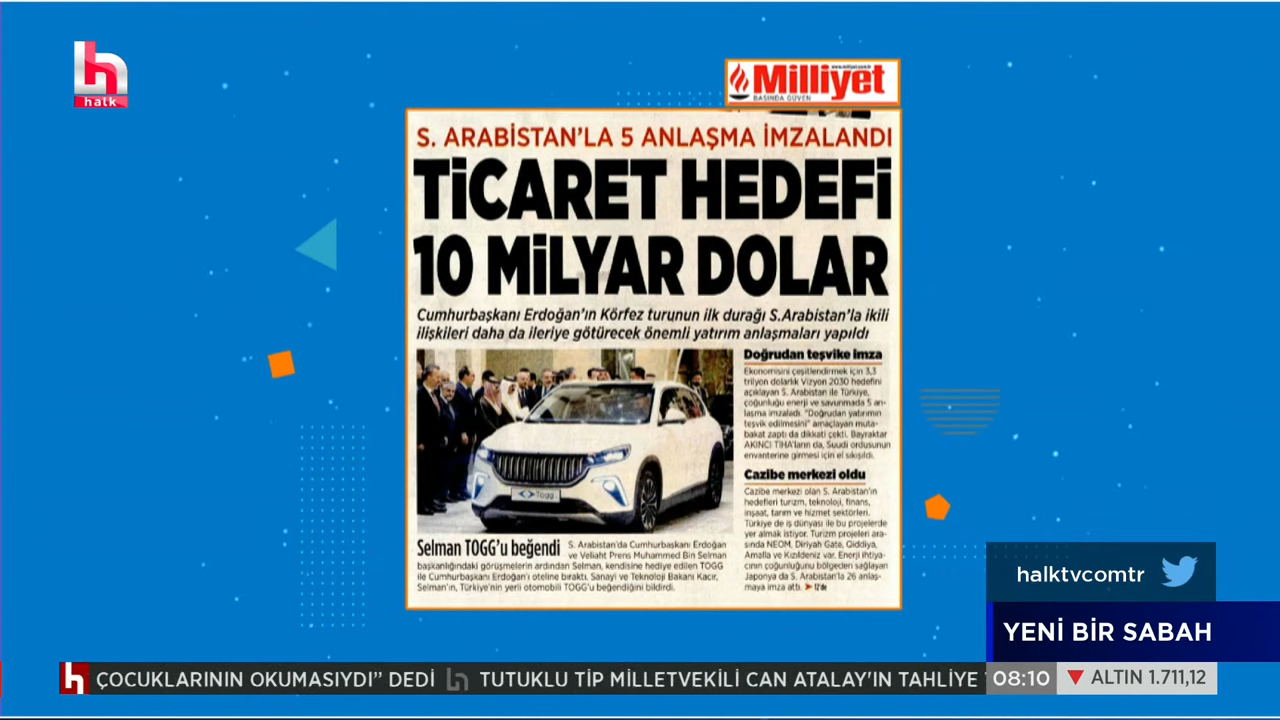 halk
www.milliyet.com.tr
Milliyet
BASINDA GÜVEN
S. ARABİSTAN'LA 5 ANLAŞMA İMZALANDI
TİCARET HEDEFİ
10 MİLYAR DOLAR
Cumhurbaşkanı Erdoğan'ın Körfez turunun ilk durağı S.Arabistan'la ikili
ilişkileri daha da ileriye götürecek önemli yatırım anlaşmaları yapıldı
Togg
Selman TOGG'u beğendi
S. Arabistan'da Cumhurbaşkanı Erdoğan
ve Veliaht Prens Muhammed Bin Selman
başkanlığındaki görüşmelerin ardından Selman, kendisine hediye edilen TOGG
ile Cumhurbaşkanı Erdoğan'ı oteline bıraktı. Sanayi ve Teknoloji Bakanı Kacır,
Selman'ın, Türkiye'nin yerli otomobili TOGG'u beğendiğini bildirdi.
Doğrudan teşvike imza
Ekonomisini çeşitlendirmek için 3,3
trilyon dolarlık Vizyon 2030 hedefini
açıklayan S. Arabistan ile Türkiye,
çoğunluğu enerji ve savunmada 5 an-
laşma imzaladı. "Doğrudan yatırımın
teşvik edilmesini" amaçlayan muta-
bakat zaptı da dikkati çekti. Bayraktar
AKINCI TİHA'ların da, Suudi ordusunun
envanterine girmesi için el sıkışıldı.
Cazibe merkezi oldu
Cazibe merkezi olan S. Arabistan'ın
hedefleri turizm, teknoloji, finans,
inşaat, tarım ve hizmet sektörleri.
Türkiye de iş dünyası ile bu projelerde
yer almak istiyor. Turizm projeleri ara-
sında NEOM, Diriyah Gate, Qiddiya,
Amalla ve Kızıldeniz var. Enerji ihtiya-
cının çoğunluğunu bölgeden sağlayan
Japonya da S. Arabistan'la 26 anlaş-
maya imza attı. 12'de
halktvcomtr
YENİ BİR SABAH
ÇOCUKLARININ OKUMASIYDI" DEDİ TUTUKLU TİP MİLLETVEKİLİ CAN ATALAY'IN TAHLİYE
08:10
ALTIN 1.711,12